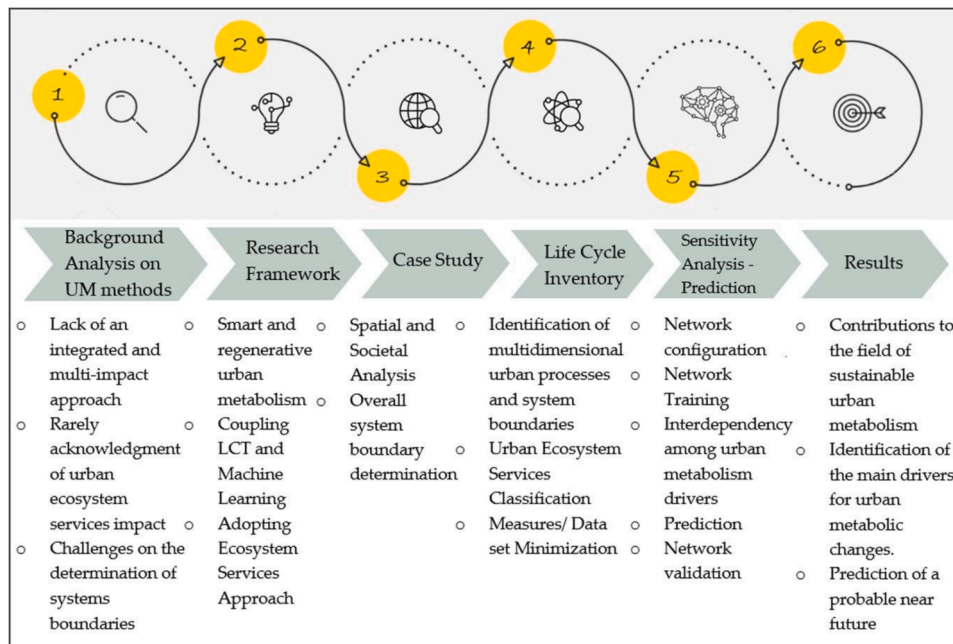 1
2
3
4
5
6
Background
Analysis on
UM methods
Research
Framework
Case Study
Life Cycle
Inventory
Sensitivity
Analysis -
Prediction
Results
o Lack of an
integrated and
multi-impact
approach
o Rarely
acknowledgment
of urban
ecosystem
services impact
o Challenges on the
determination of
systems
boundaries
o Smart and
regenerative
urban
metabolism
o Coupling
LCT and
Machine
Learning
o Adopting
Ecosystem
Services
Approach
o Spatial and
Societal
Analysis
o Overall
system
boundary
determination
o Identification of
multidimensional
urban processes
and system
boundaries
o Urban Ecosystem
Services
Classification
o Measures/ Data
set Minimization
o Network
configuration
o Network
Training
o Interdependency
among urban
metabolism
drivers
o Prediction
o Network
validation
o Contributions to
the field of
sustainable
urban
metabolism
o Identification of
the main drivers
for urban
metabolic
changes.
o Prediction of a
probable near
future